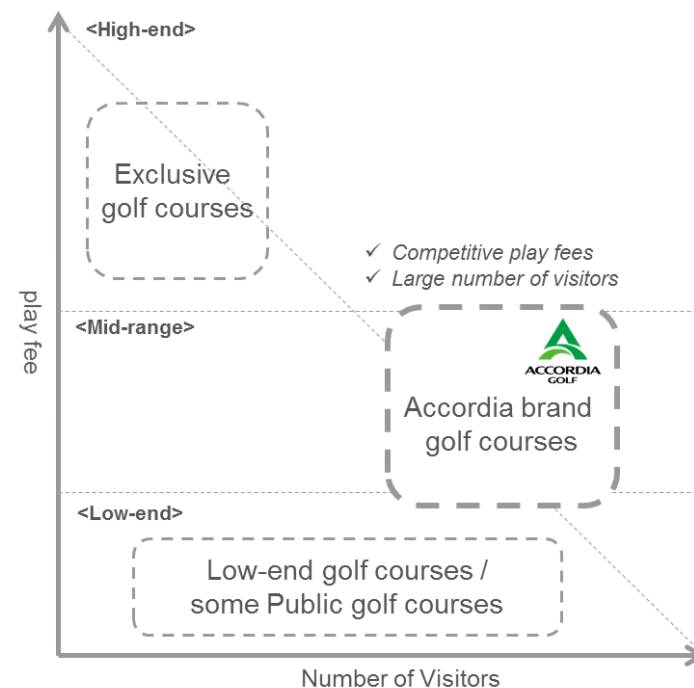 <High-end>
Exclusive
golf courses
✓ Competitive play fees
✓ Large number of visitors
play fee
<Mid-range>
ACCORDIA
GOLF
Accordia brand
golf courses
<Low-end>
Low-end golf courses /
some Public golf courses
Number of Visitors